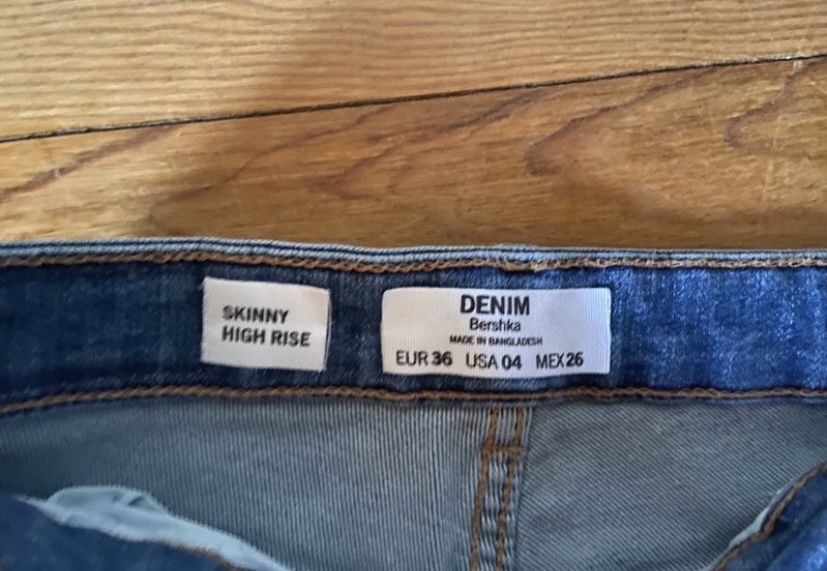 SKINNY
HIGH RISE
DENIM
Bershka
MADE IN BANGLADESH
EUR 36 USA 04 MEX 26